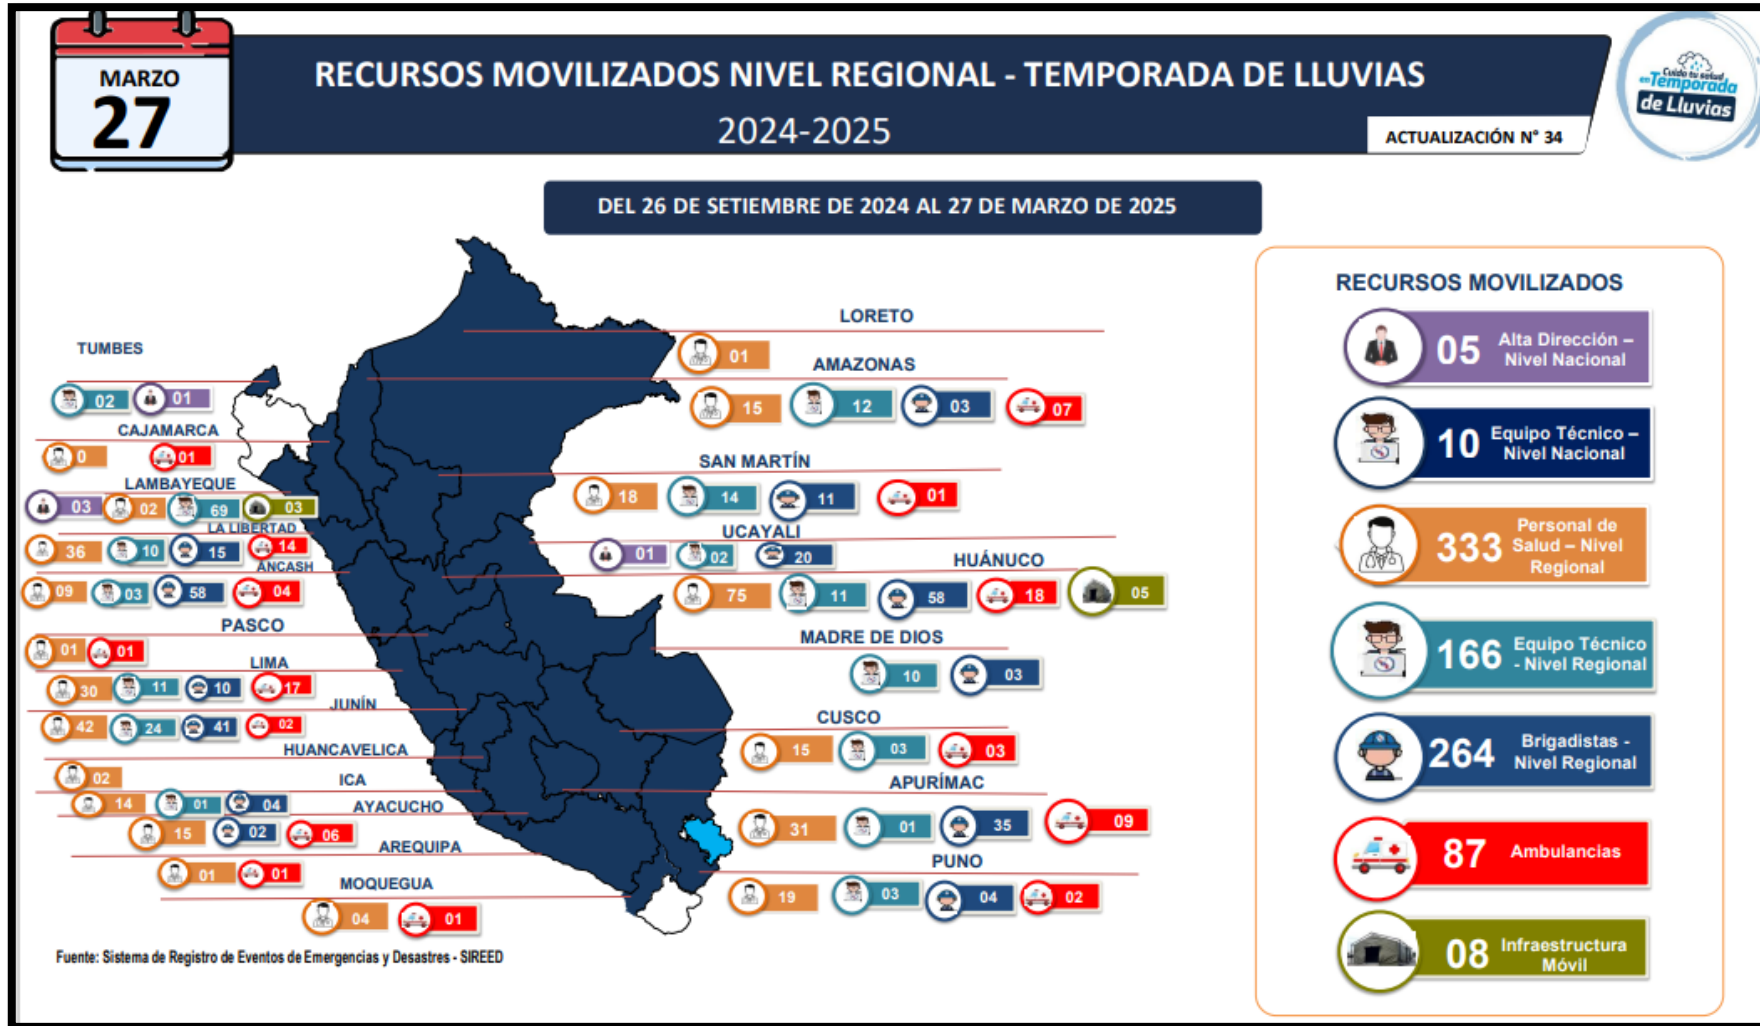 MARZO
27
RECURSOS MOVILIZADOS NIVEL REGIONAL - TEMPORADA DE LLUVIAS
2024-2025
ACTUALIZACIÓN N° 34
Cuida tu salud
en Temporada
de Lluvias
DEL 26 DE SETIEMBRE DE 2024 AL 27 DE MARZO DE 2025
TUMBES
02 01
CAJAMARCA
0 01
LAMBAYEQUE
03 02 69 03
LA LIBERTAD
36 10 15 14
ANCASH
09 03 58 04
PASCO
01 01
LIMA
30 11 10 17
JUNÍN
42 24 41 02
HUANCAVELICA
02
ICA
14 01 04
AYACUCHO
15 02 06
AREQUIPA
01 01
MOQUEGUA
04 01
LORETO
01
AMAZONAS
15 12 03 07
SAN MARTÍN
18 14 11 01
UCAYALI
01 02 20
HUÁNUCO
75 11 58 18 05
MADRE DE DIOS
10 03
CUSCO
15 03 03
APURÍMAC
31 01 35 09
PUNO
19 03 04 02
RECURSOS MOVILIZADOS
05 Alta Dirección –
Nivel Nacional
10 Equipo Técnico –
Nivel Nacional
333 Personal de
Salud – Nivel
Regional
166 Equipo Técnico
- Nivel Regional
264 Brigadistas -
Nivel Regional
87 Ambulancias
08 Infraestructura
Móvil
Fuente: Sistema de Registro de Eventos de Emergencias y Desastres - SIREED